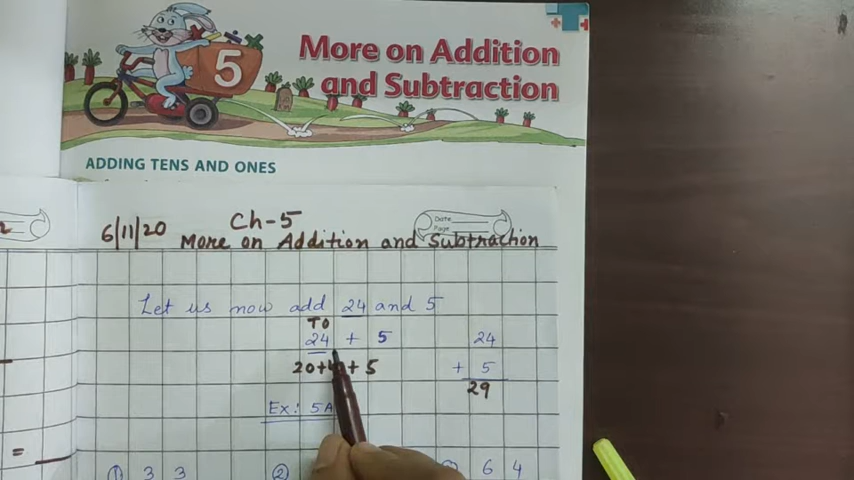 5
More on Addition
and Subtraction
ADDING TENS AND ONES
Date
Page
6/11/20 Ch-5
More on Addition and Subtraction
Let us now add 24 and 5
TO
24 + 5 24
20+4+ 5 + 5
29
Ex: 5A
= 
① 3 3 ② 6 4